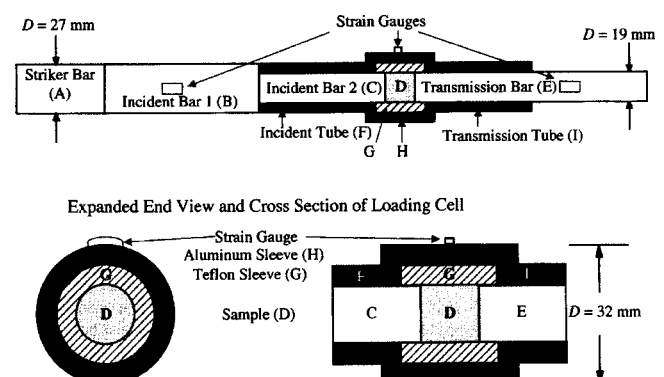 Strain Gauges
D = 27 mm
D = 19 mm
Striker Bar
(A)
Incident Bar 1 (B)
Incident Bar 2 (C)
D
Transmission Bar (E)
Incident Tube (F)
Transmission Tube (I)
G
H
Expanded End View and Cross Section of Loading Cell
Strain Gauge
Aluminum Sleeve (H)
Teflon Sleeve (G)
Sample (D)
G
D
F
G
I
C
D
E
D = 32 mm